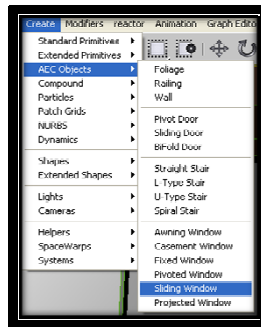 Create Modifiers reactor Animation Graph Edito
Standard Primitives
Extended Primitives
AEC Objects
Compound
Particles
Patch Grids
NURBS
Dynamics
Shapes
Extended Shapes
Lights
Cameras
Helpers
SpaceWarps
Systems
Foliage
Railing
Wall
Pivot Door
Sliding Door
BiFold Door
Straight Stair
L-Type Stair
U-Type Stair
Spiral Stair
Awning Window
Casement Window
Fixed Window
Pivoted Window
Sliding Window
Projected Window